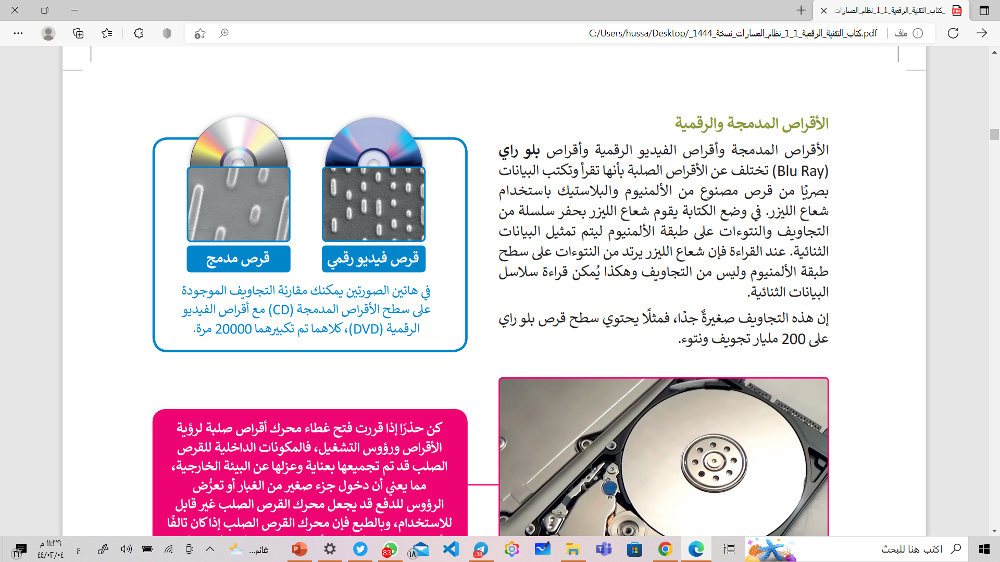 _كتاب_التقنية_الرقمية_1_1_نظام_المسارات
ملف
C:/Users/hussa/Desktop/_كتاب_التقنية_الرقمية_1_1_نظام_المسارات_نسخة_1444.pdf
الأقراص المدمجة والرقمية
الأقراص المدمجة وأقراص الفيديو الرقمية وأقراص بلو راي
(Blu Ray) تختلف عن الأقراص الصلبة بأنها تقرأ وتكتب البيانات
بصريًا من قرص مصنوع من الألمنيوم والبلاستيك باستخدام
شعاع الليزر. في وضع الكتابة يقوم شعاع الليزر بحفر سلسلة من
التجاويف والنتوءات على طبقة الألمنيوم ليتم تمثيل البيانات
الثنائية. عند القراءة فإن شعاع الليزر يرتد من النتوءات على سطح
طبقة الألمنيوم وليس من التجاويف وهكذا يُمكن قراءة سلاسل
البيانات الثنائية.
إن هذه التجاويف صغيرةٌ جدًا، فمثلًا يحتوي سطح قرص بلو راي
على 200 مليار تجويف ونتوء.
قرص فيديو رقمي
قرص مدمج
في هاتين الصورتين يمكنك مقارنة التجاويف الموجودة
على سطح الأقراص المدمجة (CD) مع أقراص الفيديو
الرقمية (DVD)، كلاهما تم تكبيرهما 20000 مرة.
كن حذرًا إذا قررت فتح غطاء محرك أقراص صلبة لرؤية
الأقراص ورؤوس التشغيل، فالمكونات الداخلية للقرص
الصلب قد تم تجميعها بعناية وعزلها عن البيئة الخارجية،
مما يعني أن دخول جزء صغير من الغبار أو تعرُّض
الرؤوس للدفع قد يجعل محرك القرص الصلب غير قابل
للاستخدام، وبالطبع فإن محرك القرص الصلب إذا كان تالفًا
اكتب هنا للبحث
..38
١٨
83
غائم...
ع
١١:٣٩ م
٤٤/٠٢/٠٤
٢١